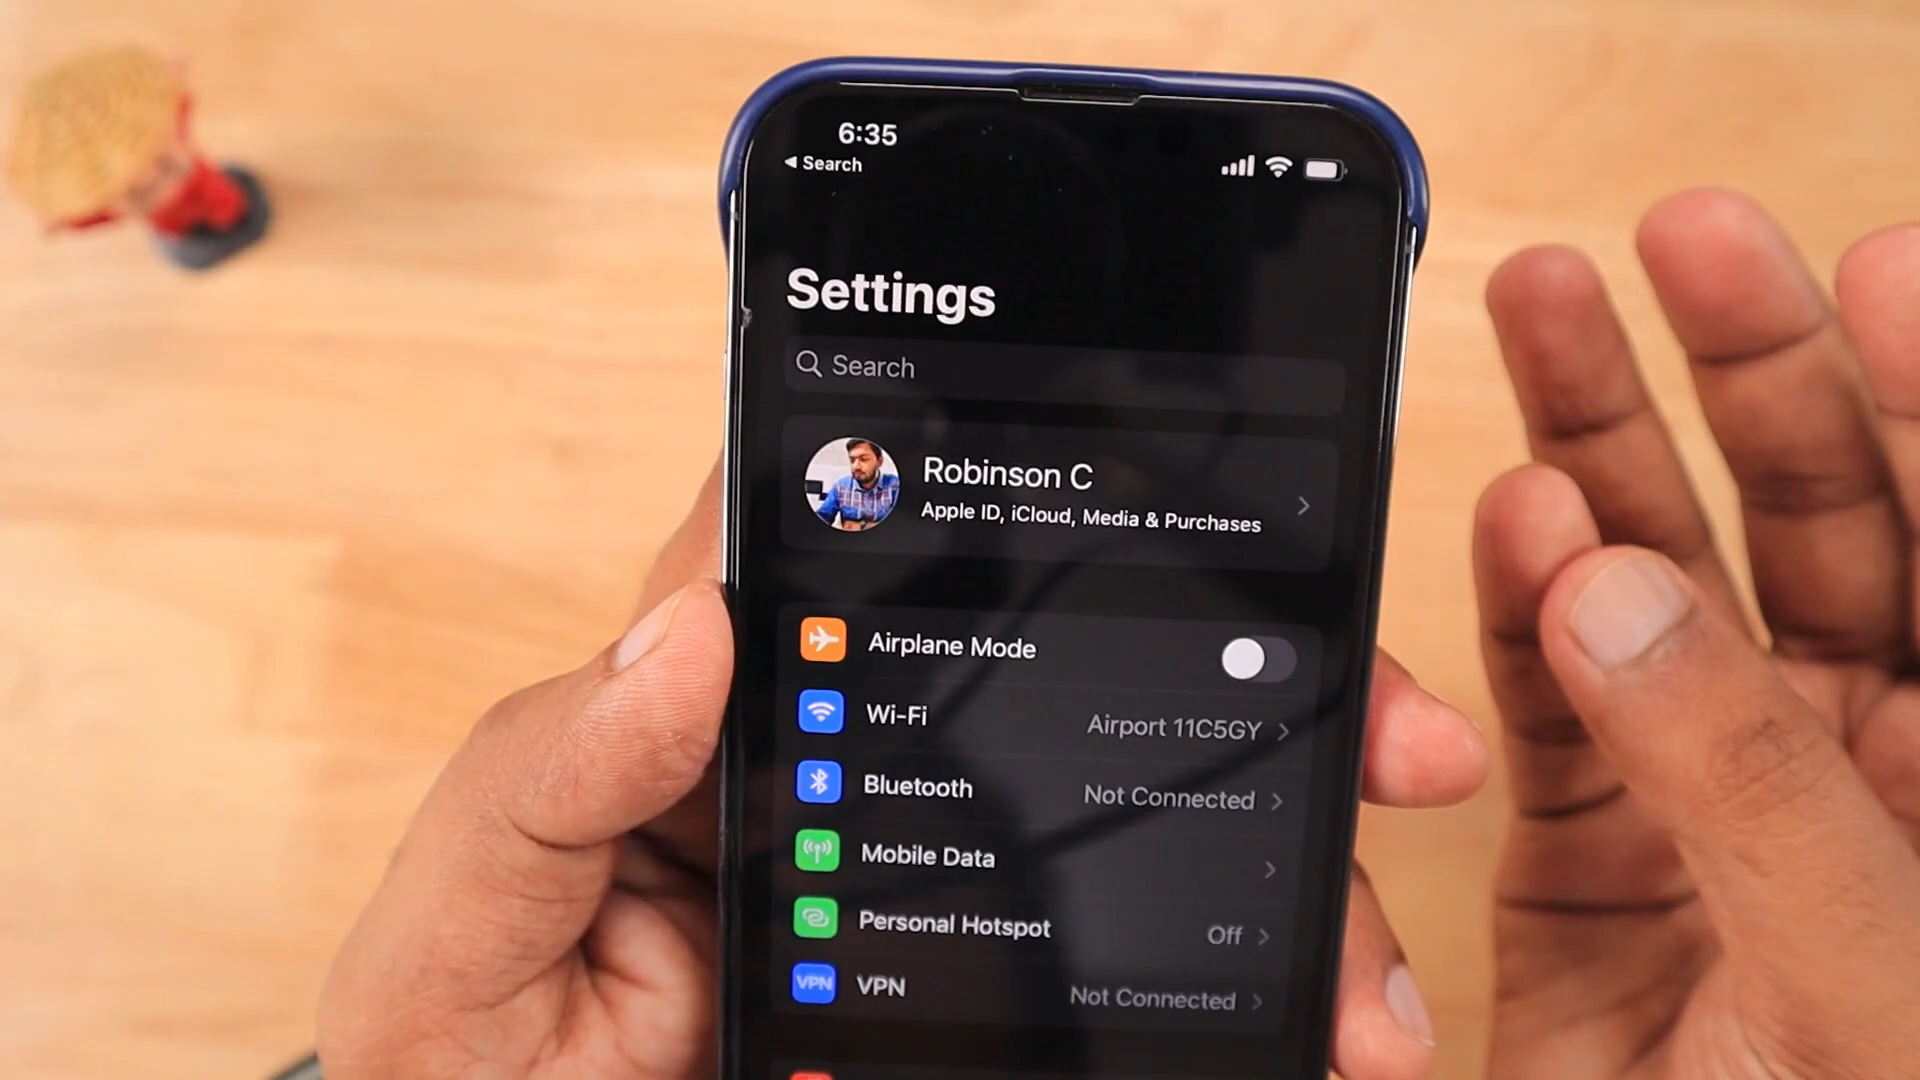 6:35
Search
Settings
Search
Robinson C
Apple ID, iCloud, Media & Purchases
Airplane Mode
Wi-Fi Airport 11C5GY
Bluetooth Not Connected
Mobile Data
Personal Hotspot Off
VPN VPN Not Connected